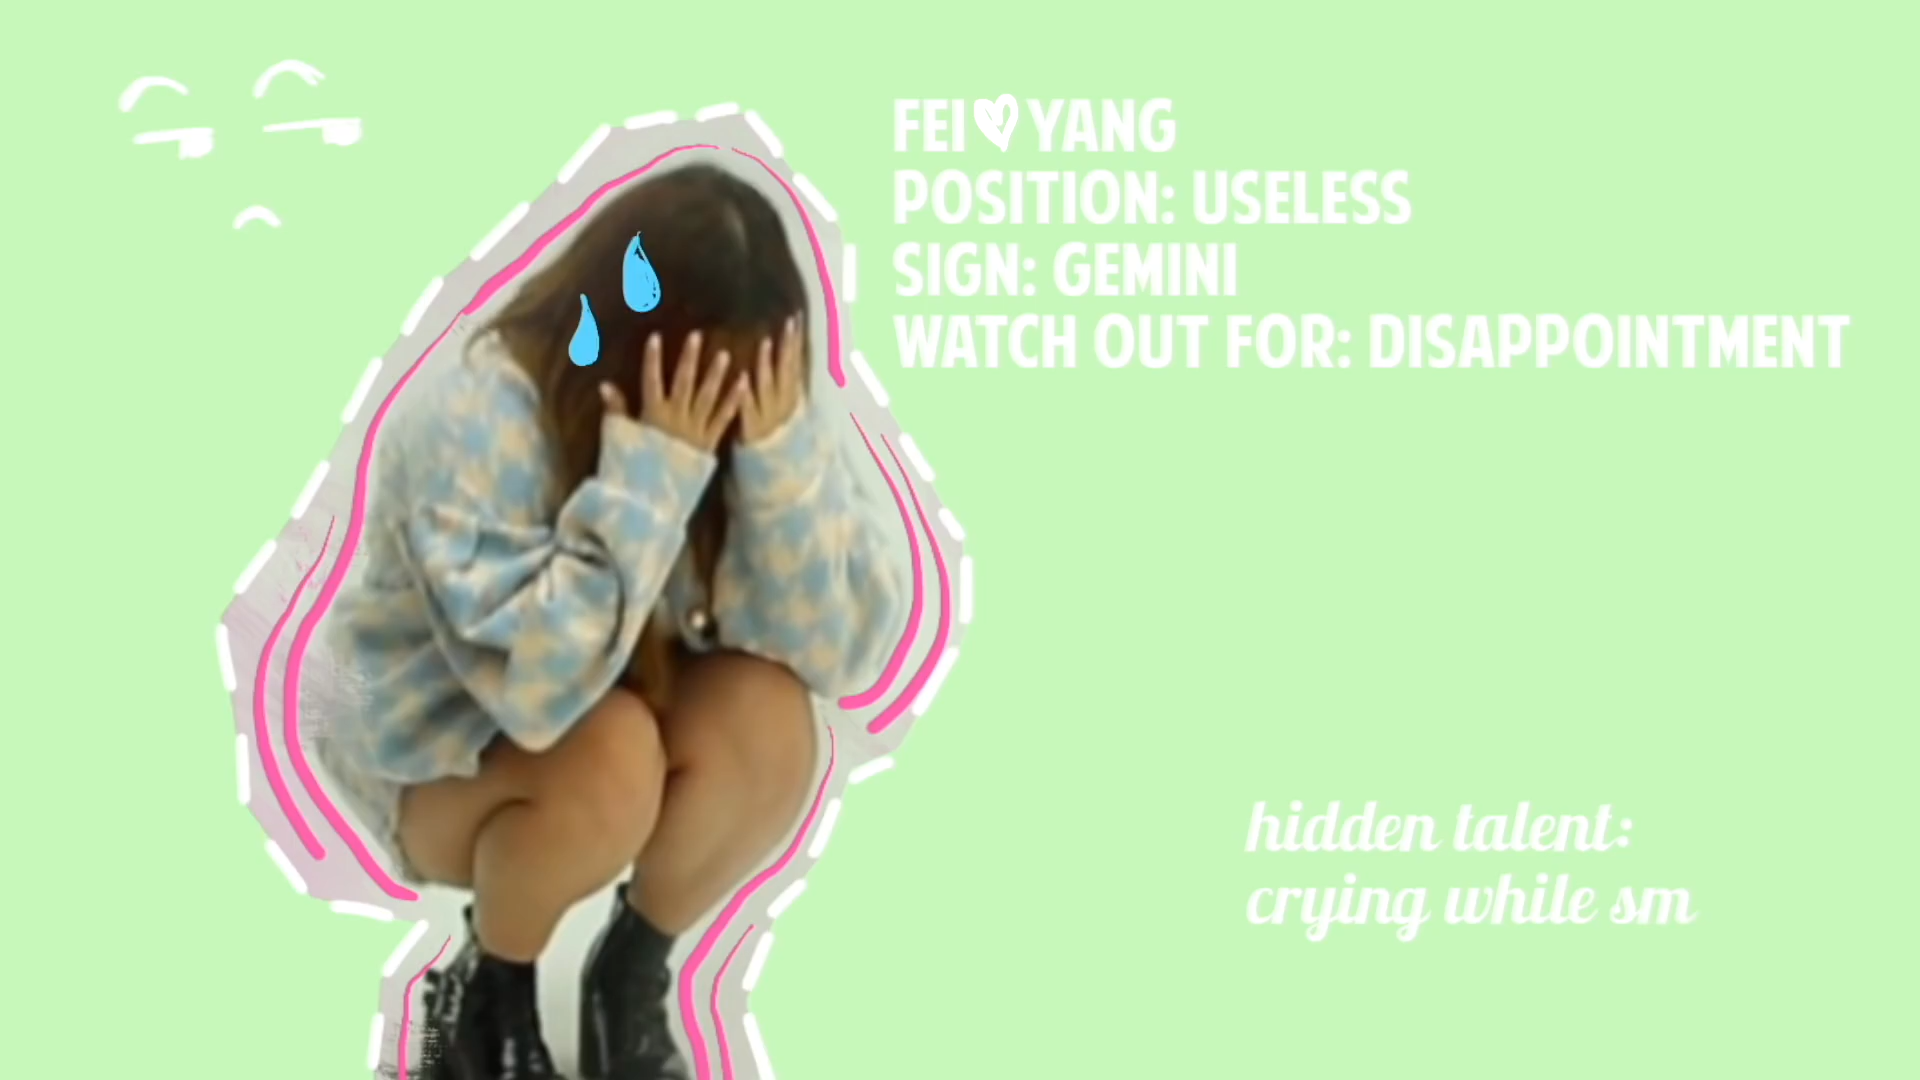 FEI♡YANG
POSITION: USELESS
SIGN: GEMINI
WATCH OUT FOR: DISAPPOINTMENT
hidden talent:
crying while sm